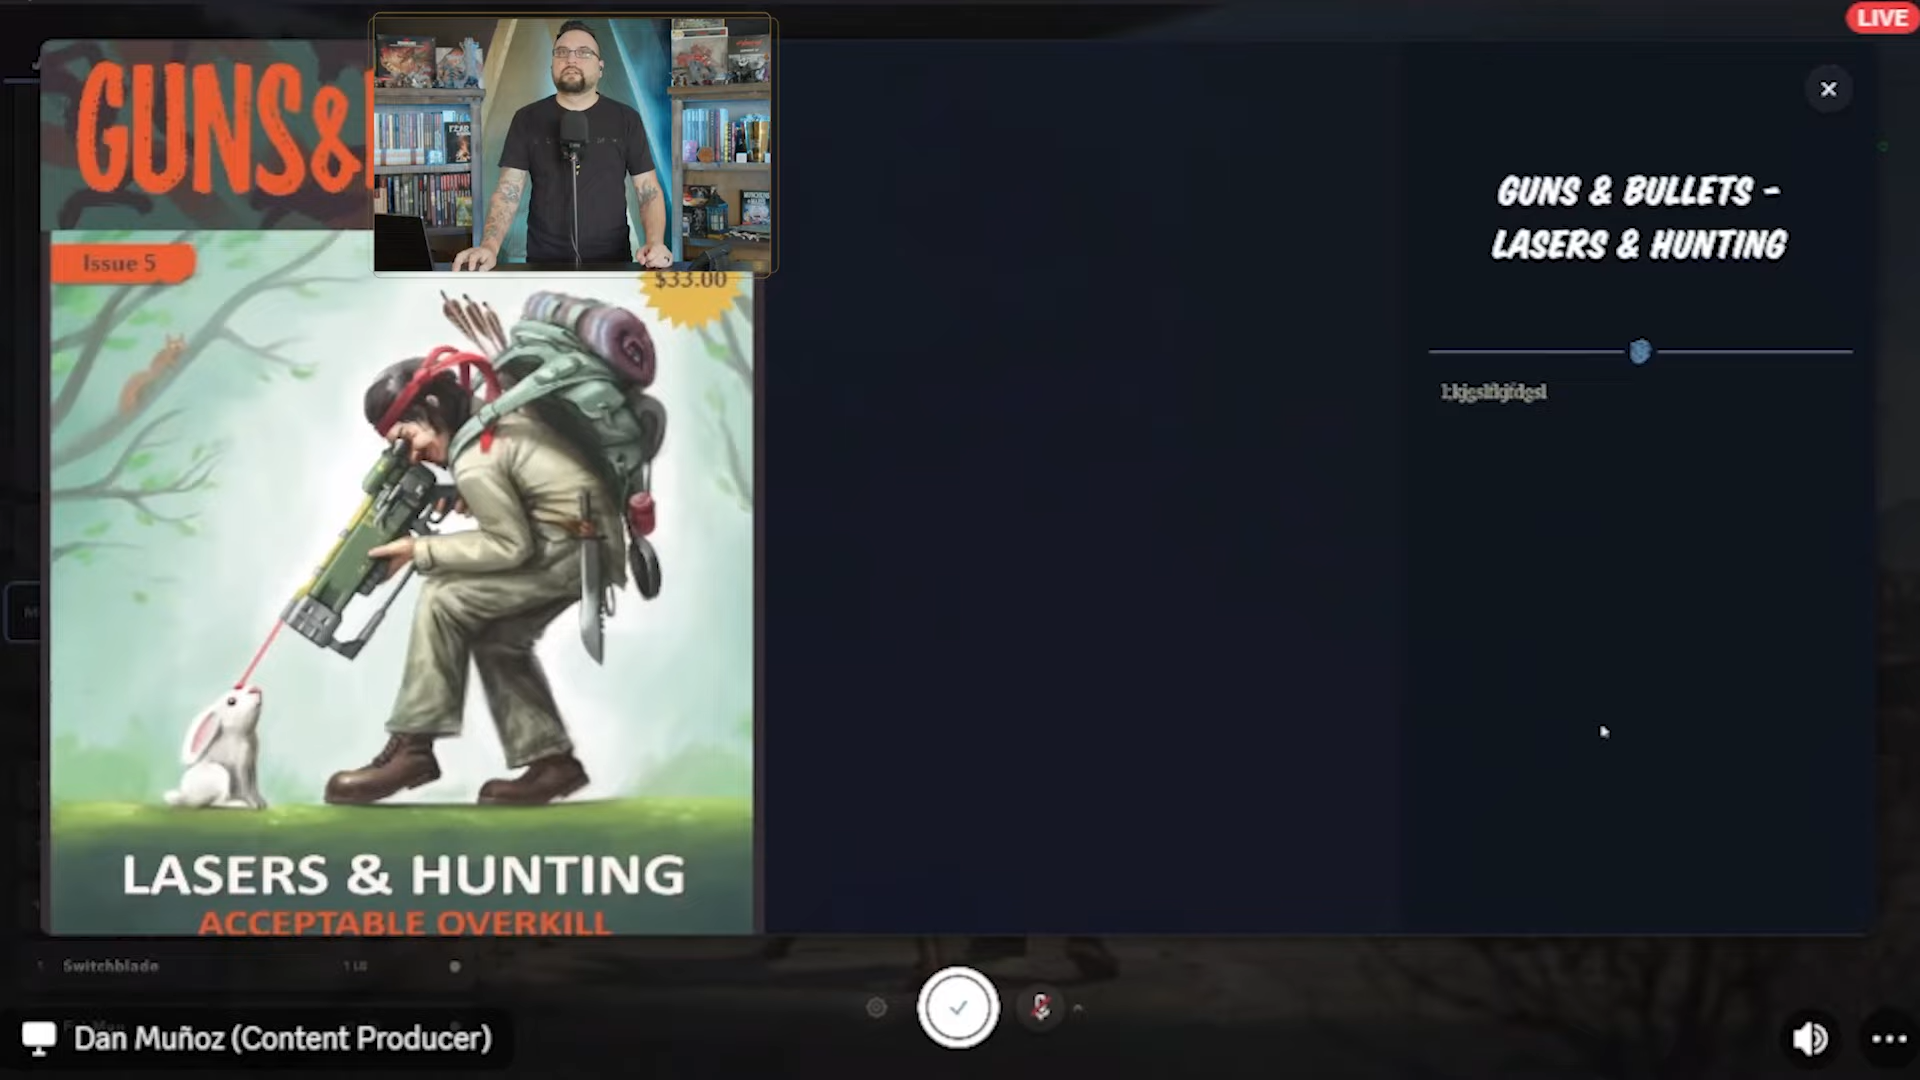 LIVE
GUNS&
Issue 5
$33.00
GUNS & BULLETS -
LASERS & HUNTING
LASERS & HUNTING
ACCEPTABLE OVERKILL
Switchblade
Dan Muñoz (Content Producer)